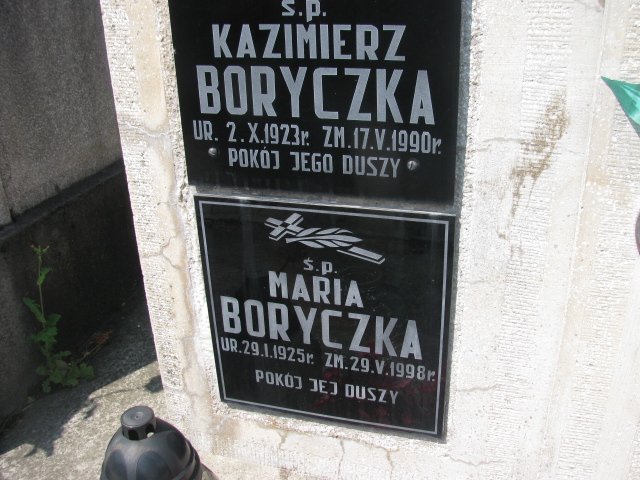 ś.p.
KAZIMIERZ
BORYCZKA
UR. 2.X.1923r. ZM.17.V.1990r.
POKÓJ JEGO DUSZY
ś.p.
MARIA
BORYCZKA
UR.29.I.1925r. ZM.29.V.1998r.
POKÓJ JEJ DUSZY